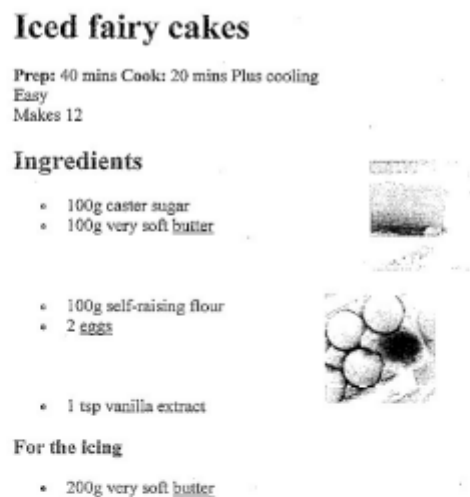 Iced fairy cakes
Prep: 40 mins Cook: 20 mins Plus cooling
Easy
Makes 12
Ingredients
• 100g caster sugar
• 100g very soft butter
• 100g self-raising flour
• 2 eggs
• 1 tsp vanilla extract
For the icing
• 200g very soft butter